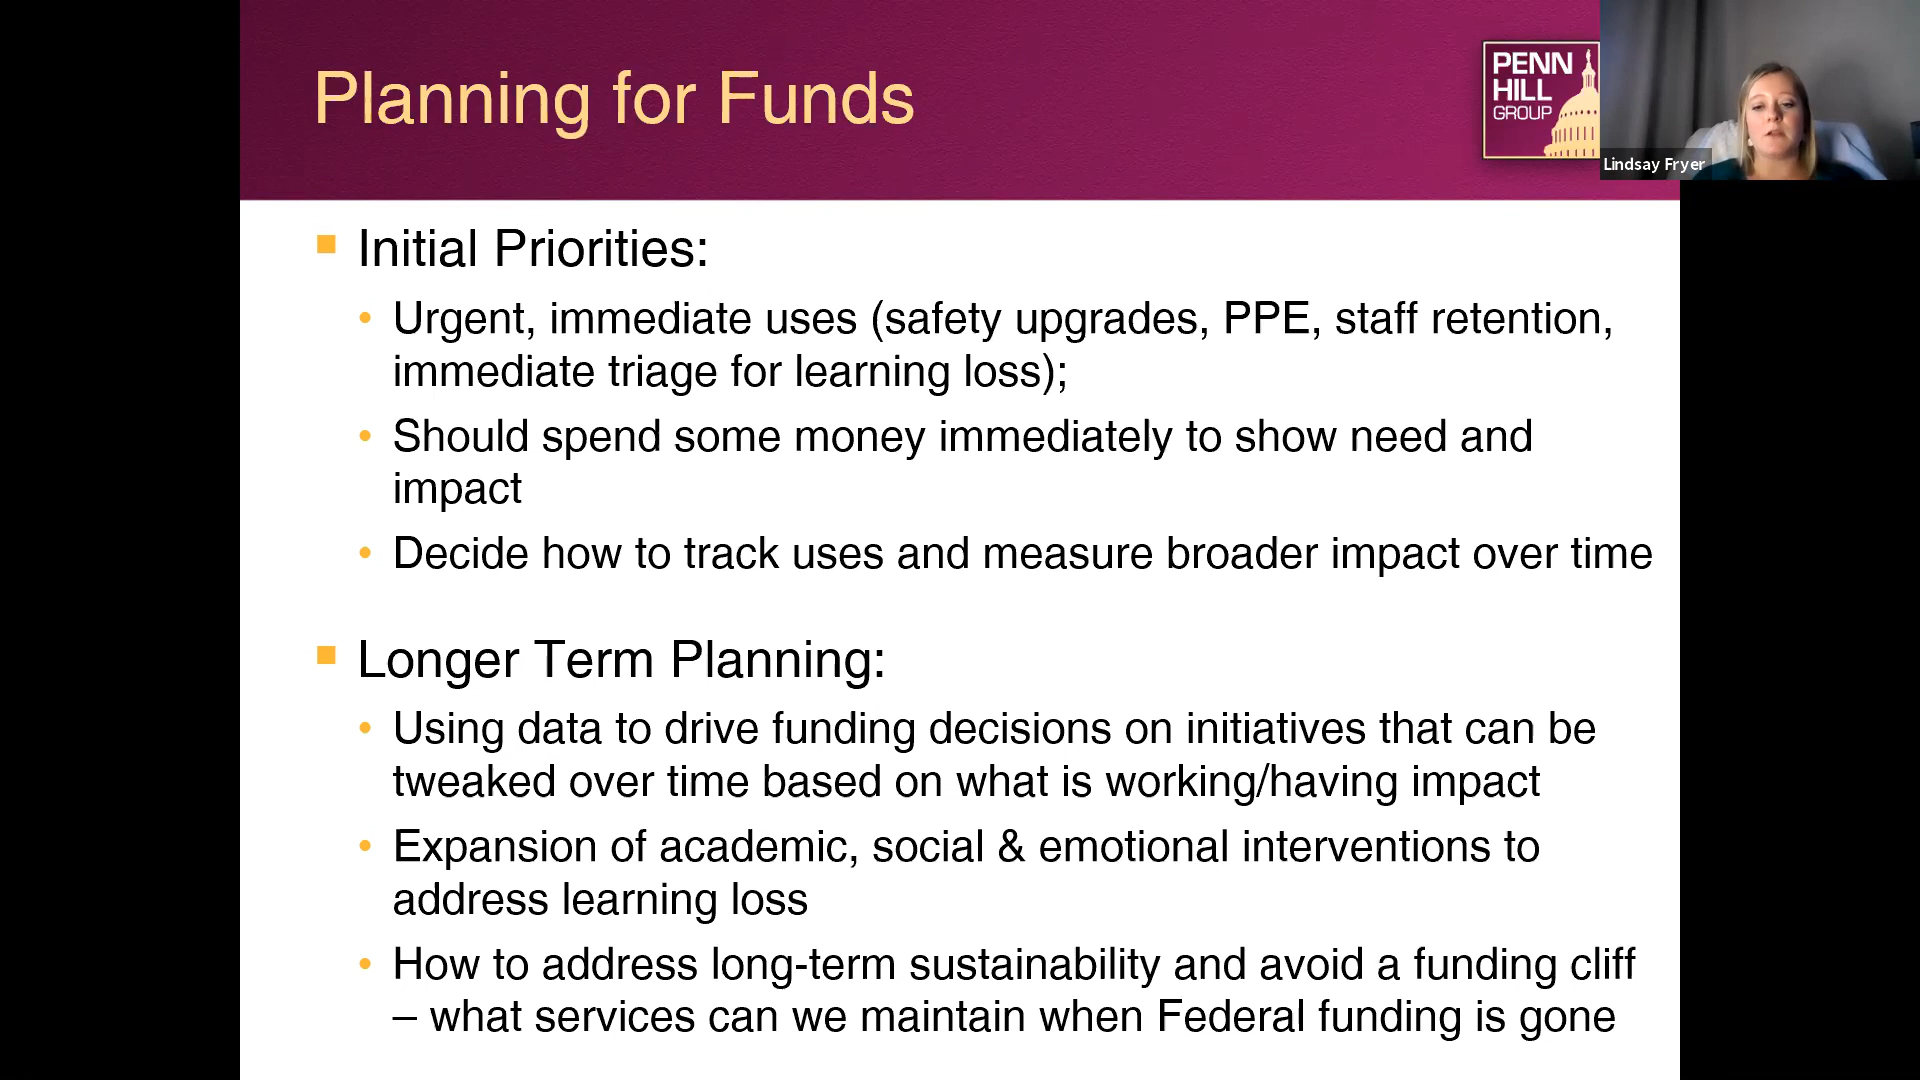 Planning for Funds
PENN
HILL
GROUP
Lindsay Fryer
Initial Priorities:
Urgent, immediate uses (safety upgrades, PPE, staff retention,
immediate triage for learning loss);
Should spend some money immediately to show need and
impact
Decide how to track uses and measure broader impact over time
Longer Term Planning:
Using data to drive funding decisions on initiatives that can be
tweaked over time based on what is working/having impact
Expansion of academic, social & emotional interventions to
address learning loss
How to address long-term sustainability and avoid a funding cliff
– what services can we maintain when Federal funding is gone